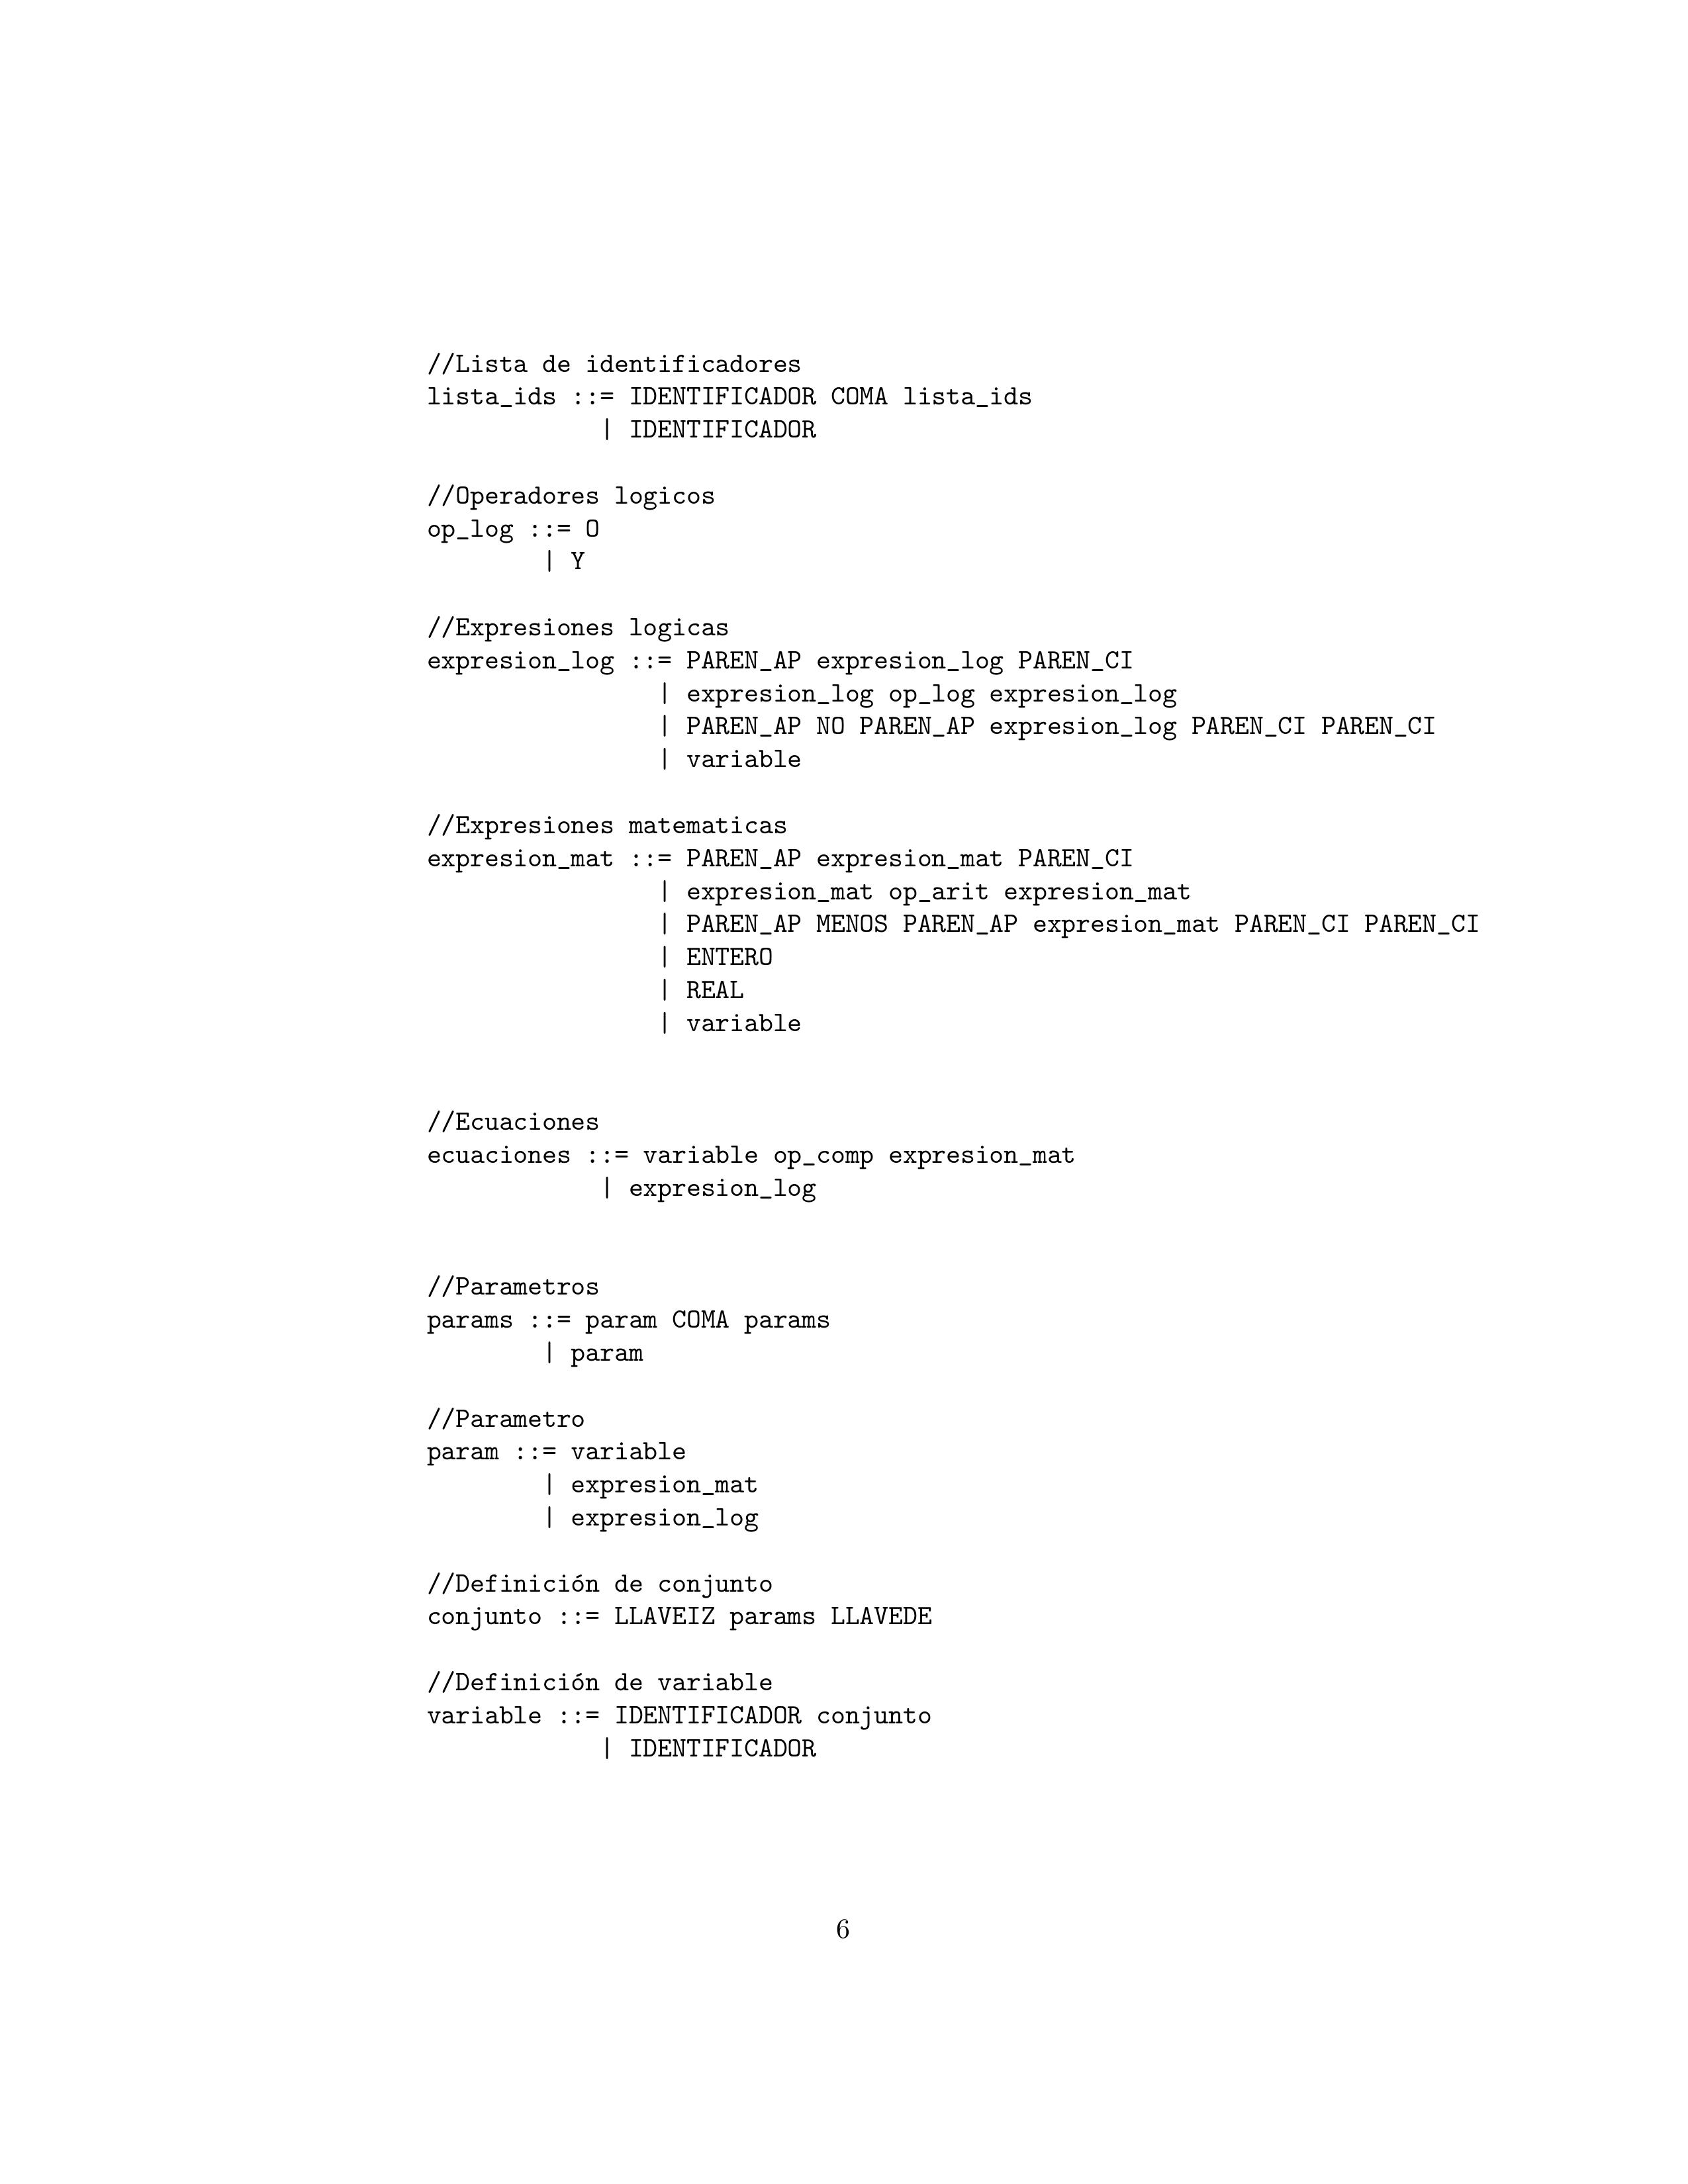 //Lista de identificadores
lista_ids ::= IDENTIFICADOR COMA lista_ids
            | IDENTIFICADOR

//Operadores logicos
op_log ::= O
        | Y

//Expresiones logicas
expresion_log ::= PAREN_AP expresion_log PAREN_CI
                | expresion_log op_log expresion_log
                | PAREN_AP NO PAREN_AP expresion_log PAREN_CI PAREN_CI
                | variable

//Expresiones matematicas
expresion_mat ::= PAREN_AP expresion_mat PAREN_CI
                | expresion_mat op_arit expresion_mat
                | PAREN_AP MENOS PAREN_AP expresion_mat PAREN_CI PAREN_CI
                | ENTERO
                | REAL
                | variable

//Ecuaciones
ecuaciones ::= variable op_comp expresion_mat
            | expresion_log

//Parametros
params ::= param COMA params
        | param

//Parametro
param ::= variable
        | expresion_mat
        | expresion_log

//Definición de conjunto
conjunto ::= LLAVEIZ params LLAVEDE

//Definición de variable
variable ::= IDENTIFICADOR conjunto
            | IDENTIFICADOR

6